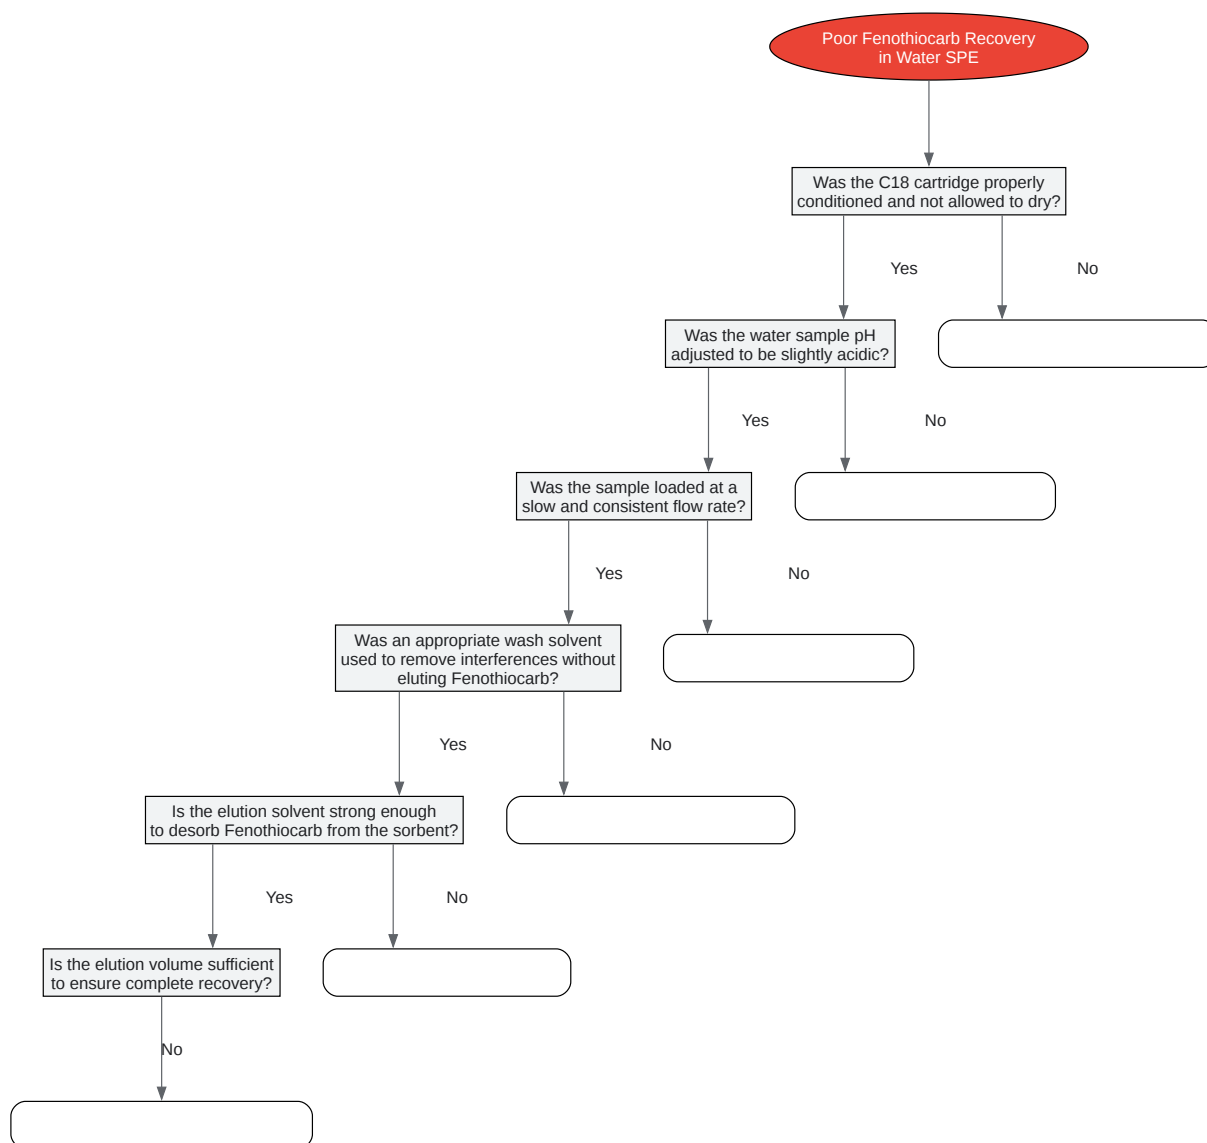 Poor Fenothiocarb Recovery
in Water SPE
Was the C18 cartridge properly
conditioned and not allowed to dry?
Yes
No
Was the water sample pH
adjusted to be slightly acidic?
Yes
No
Was the sample loaded at a
slow and consistent flow rate?
Yes
No
Was an appropriate wash solvent
used to remove interferences without
eluting Fenothiocarb?
Yes
No
Is the elution solvent strong enough
to desorb Fenothiocarb from the sorbent?
Yes
No
Is the elution volume sufficient
to ensure complete recovery?
No